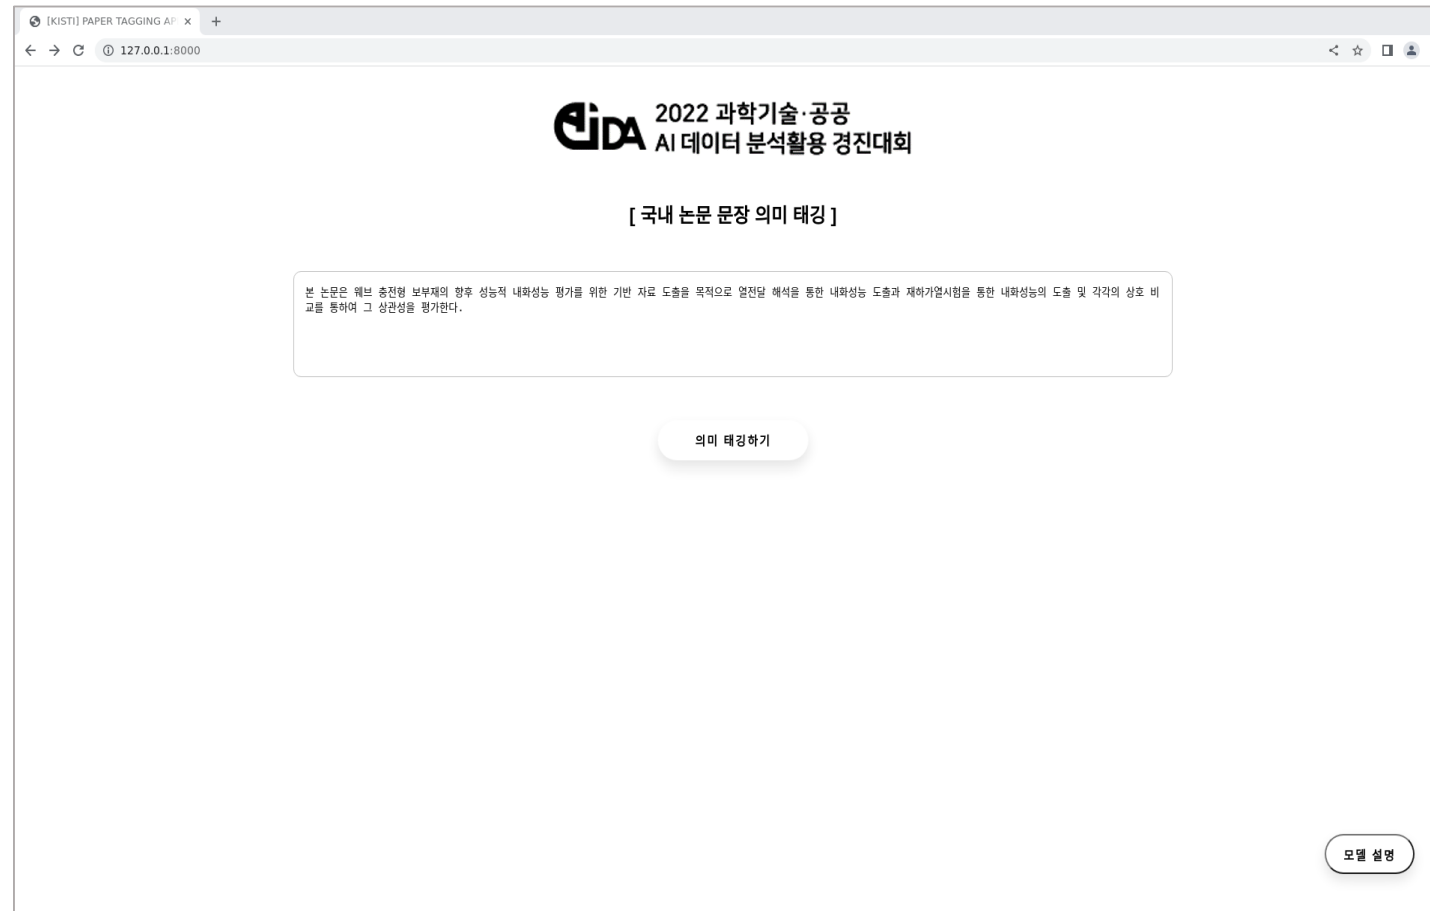 [KISTI] PAPER TAGGING AP
127.0.0.1:8000
AIDA 2022 과학기술·공공
AI 데이터 분석활용 경진대회
[ 국내 논문 문장 의미 태깅 ]
본 논문은 웨브 충전형 보부재의 향후 성능적 내화성능 평가를 위한 기반 자료 도출을 목적으로 열전달 해석을 통한 내화성능 도출과 재하가열시험을 통한 내화성능의 도출 및 각각의 상호 비
교를 통하여 그 상관성을 평가한다.
의미 태깅하기
모델 설명